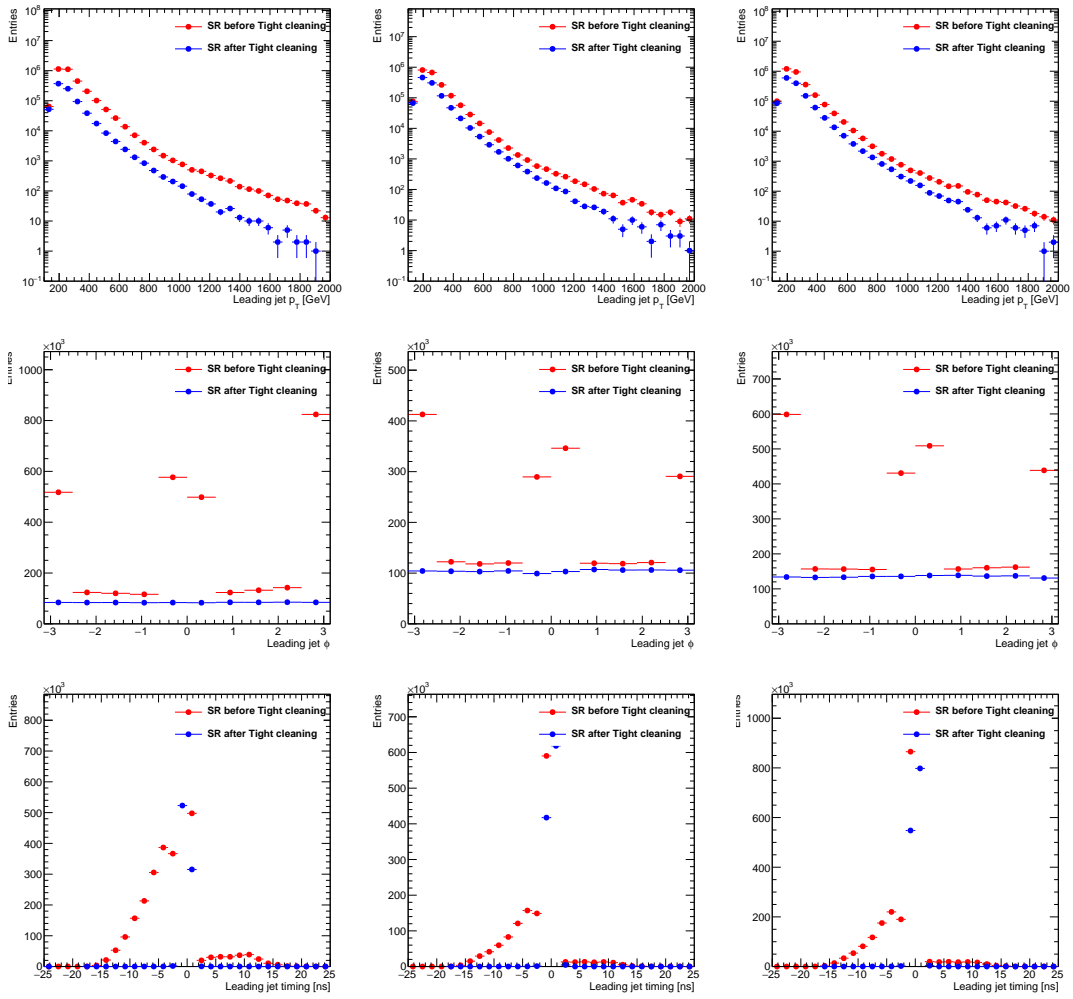 Entries
10^8
10^7
10^6
10^5
10^4
10^3
10^2
10
1
10^−1
SR before Tight cleaning
SR after Tight cleaning
200 400 600 800 1000 1200 1400 1600 1800 2000
Leading jet p_T [GeV]
Entries
10^7
10^6
10^5
10^4
10^3
10^2
10
1
10^−1
SR before Tight cleaning
SR after Tight cleaning
200 400 600 800 1000 1200 1400 1600 1800 2000
Leading jet p_T [GeV]
Entries
10^8
10^7
10^6
10^5
10^4
10^3
10^2
10
1
10^−1
SR before Tight cleaning
SR after Tight cleaning
200 400 600 800 1000 1200 1400 1600 1800 2000
Leading jet p_T [GeV]
×10^3
Entries
1000
800
600
400
200
0
SR before Tight cleaning
SR after Tight cleaning
−3 −2 −1 0 1 2 3
Leading jet ϕ
×10^3
Entries
500
400
300
200
100
0
SR before Tight cleaning
SR after Tight cleaning
−3 −2 −1 0 1 2 3
Leading jet ϕ
×10^3
Entries
700
600
500
400
300
200
100
0
SR before Tight cleaning
SR after Tight cleaning
−3 −2 −1 0 1 2 3
Leading jet ϕ
×10^3
Entries
800
700
600
500
400
300
200
100
0
SR before Tight cleaning
SR after Tight cleaning
−25 −20 −15 −10 −5 0 5 10 15 20 25
Leading jet timing [ns]
×10^3
Entries
700
600
500
400
300
200
100
0
SR before Tight cleaning
SR after Tight cleaning
−25 −20 −15 −10 −5 0 5 10 15 20 25
Leading jet timing [ns]
×10^3
Entries
1000
800
600
400
200
0
SR before Tight cleaning
SR after Tight cleaning
−25 −20 −15 −10 −5 0 5 10 15 20 25
Leading jet timing [ns]